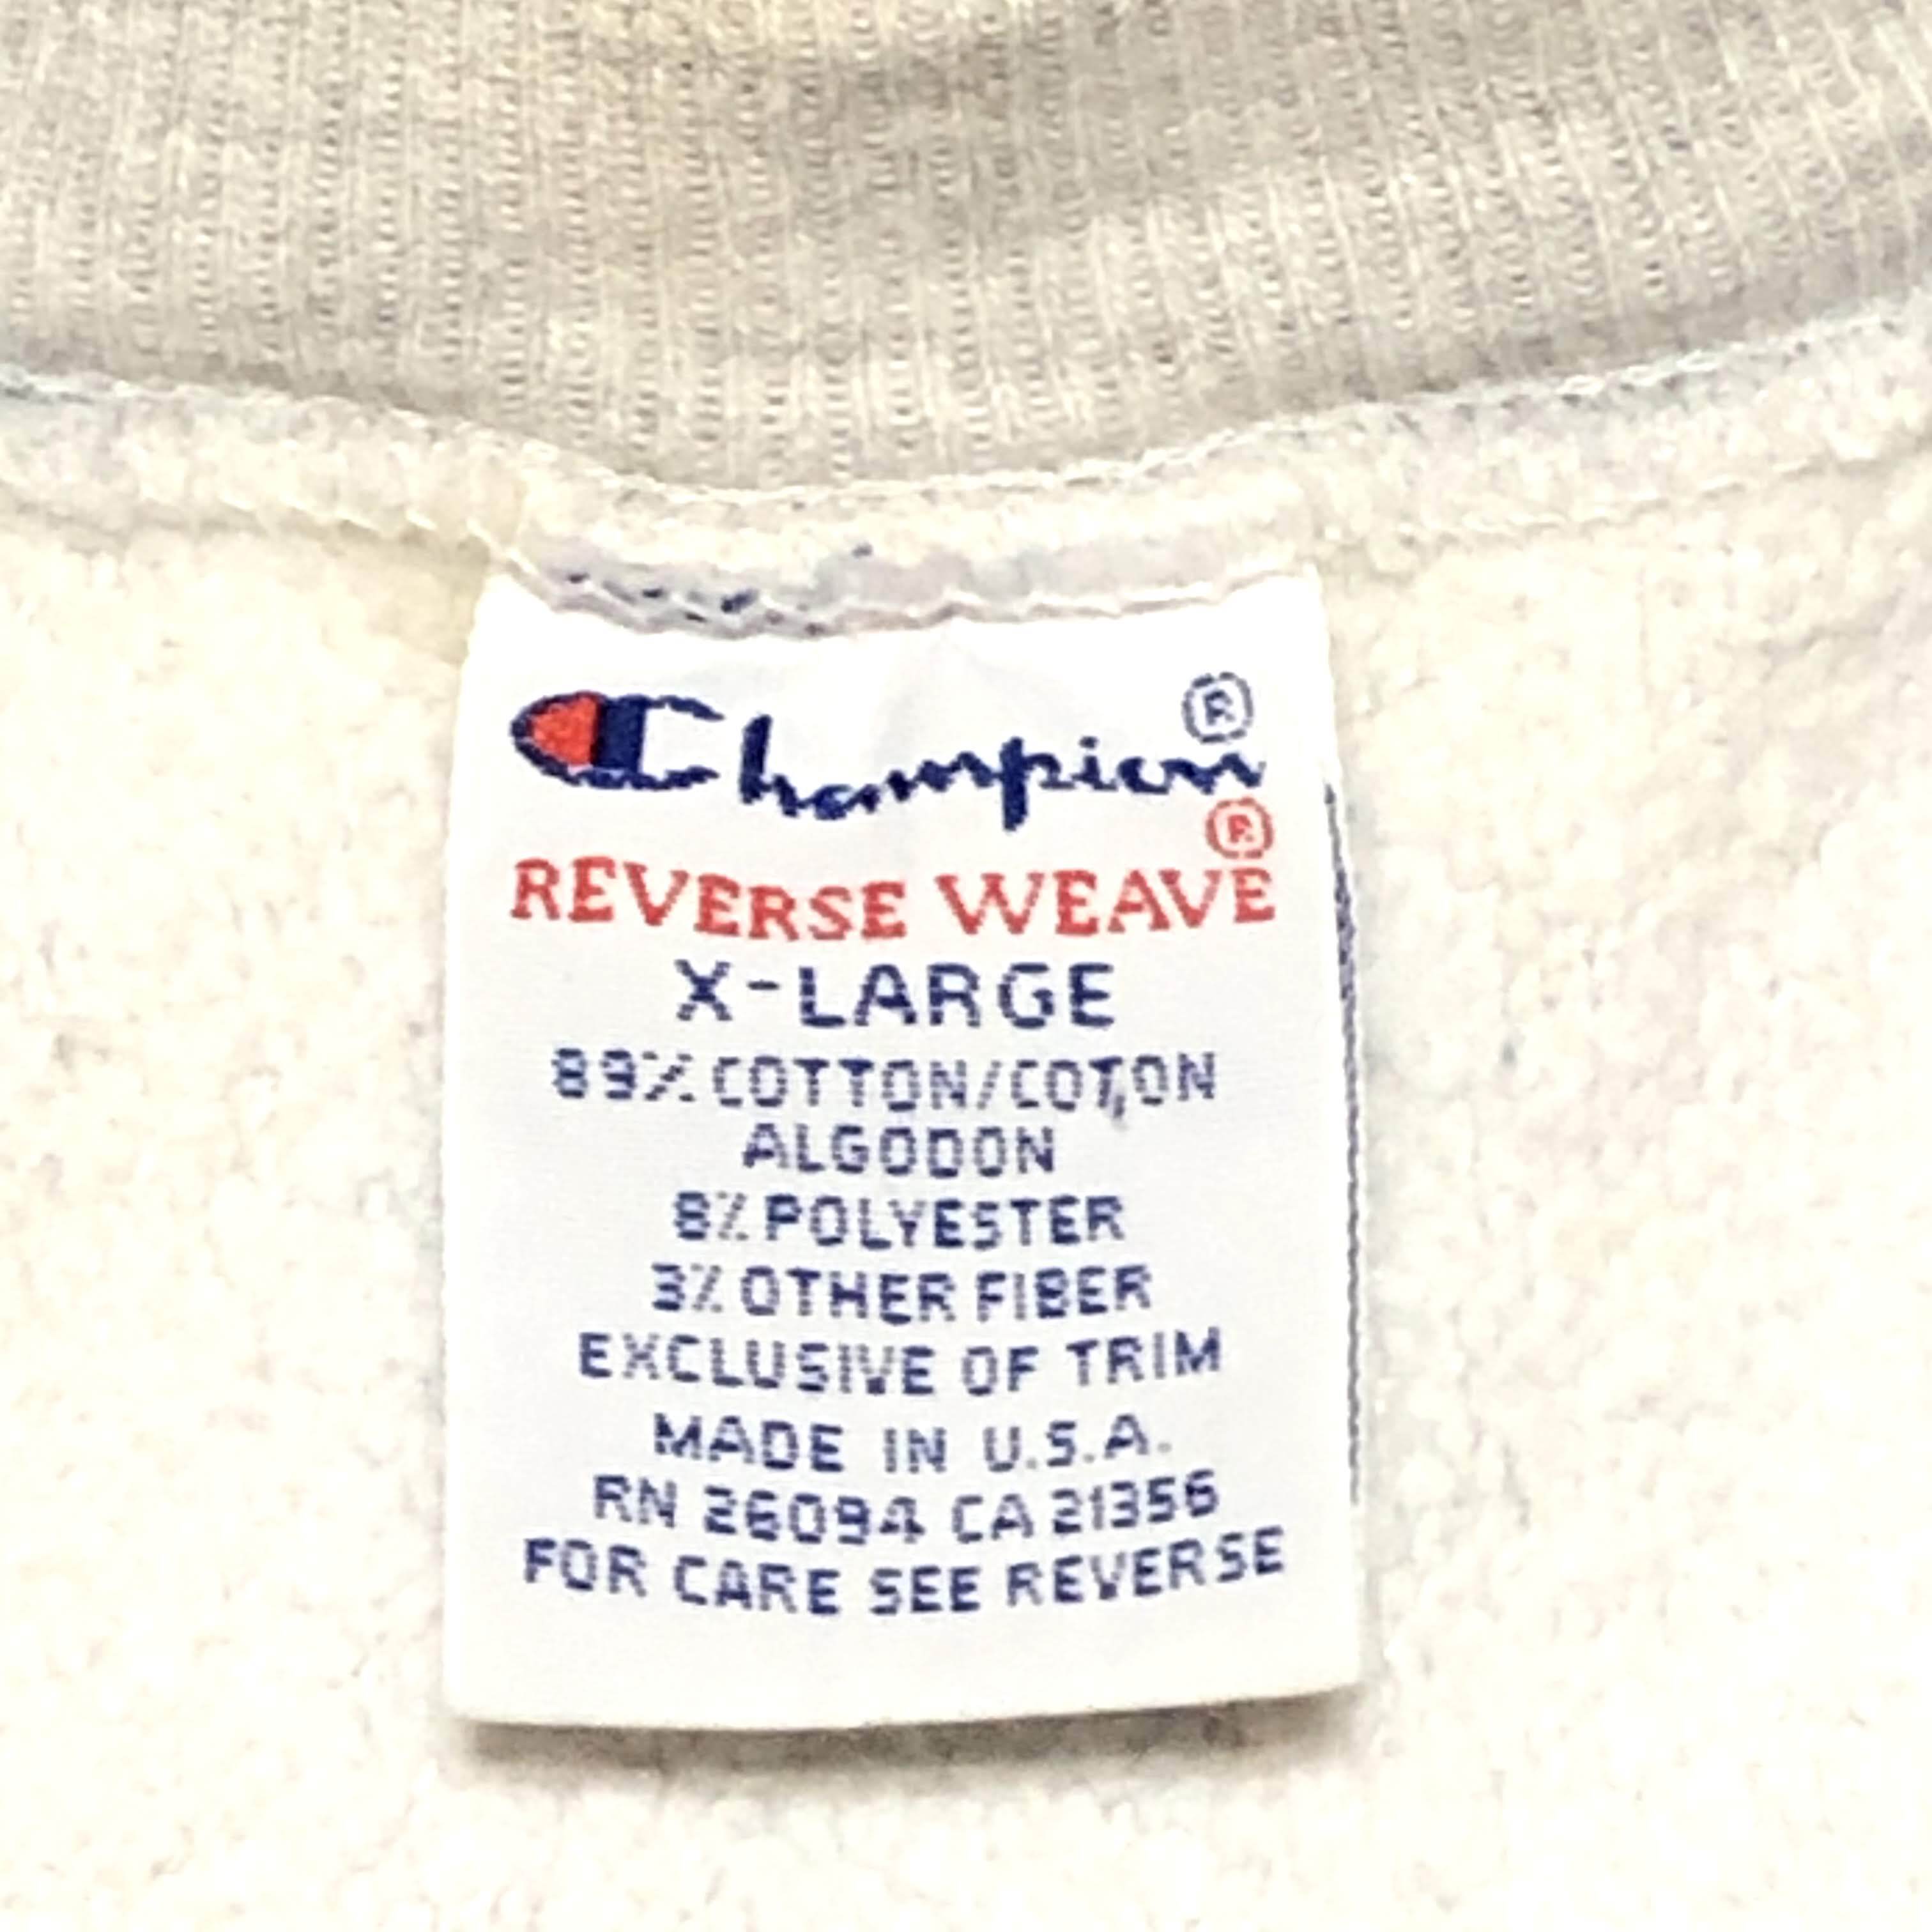 Champion®
REVERSE WEAVE®
X-LARGE
89% COTTON/COTON
ALGODON
8% POLYESTER
3% OTHER FIBER
EXCLUSIVE OF TRIM
MADE IN U.S.A.
RN 26094 CA 21356
FOR CARE SEE REVERSE